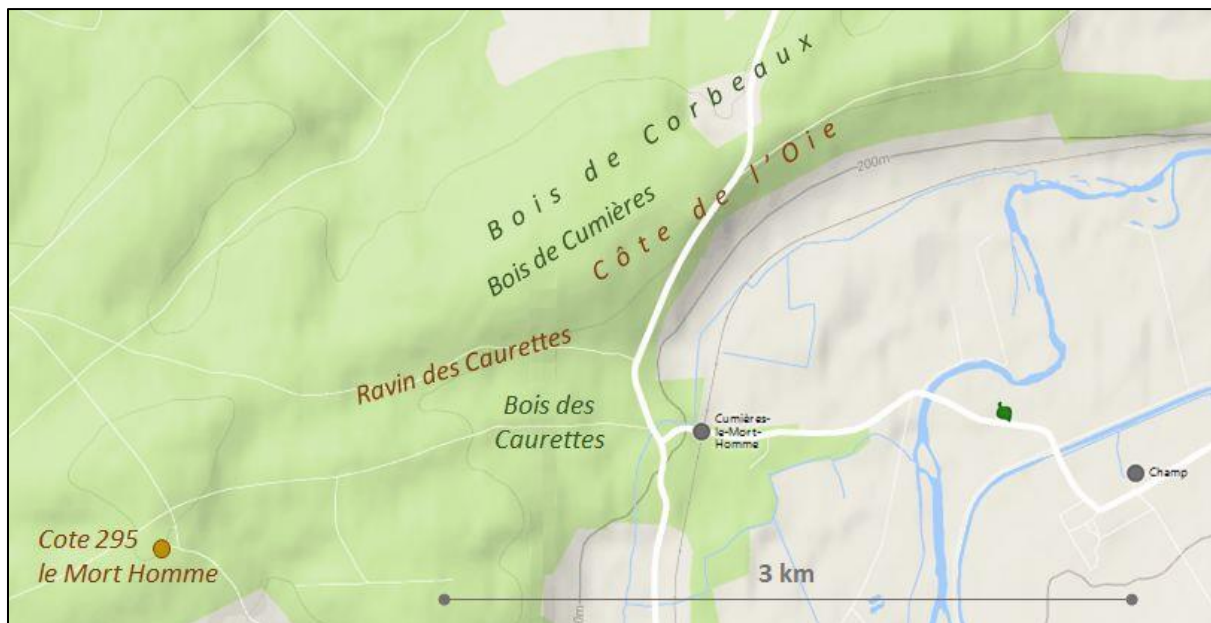 Bois de Corbeaux
200m
Bois de Cumières
Côte de l'Oie
Ravin des Caurettes
Bois des
Caurettes
Cumières-
le-Mort-
Homme
Champ
Cote 295
le Mort Homme
3 km